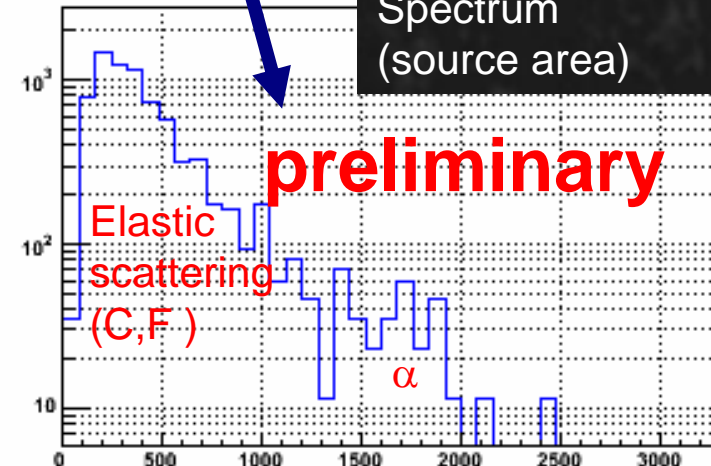 Spectrum
(source area)
10³
preliminary
Elastic
scattering
(C,F )
10²
α
10
0 500 1000 1500 2000 2500 3000